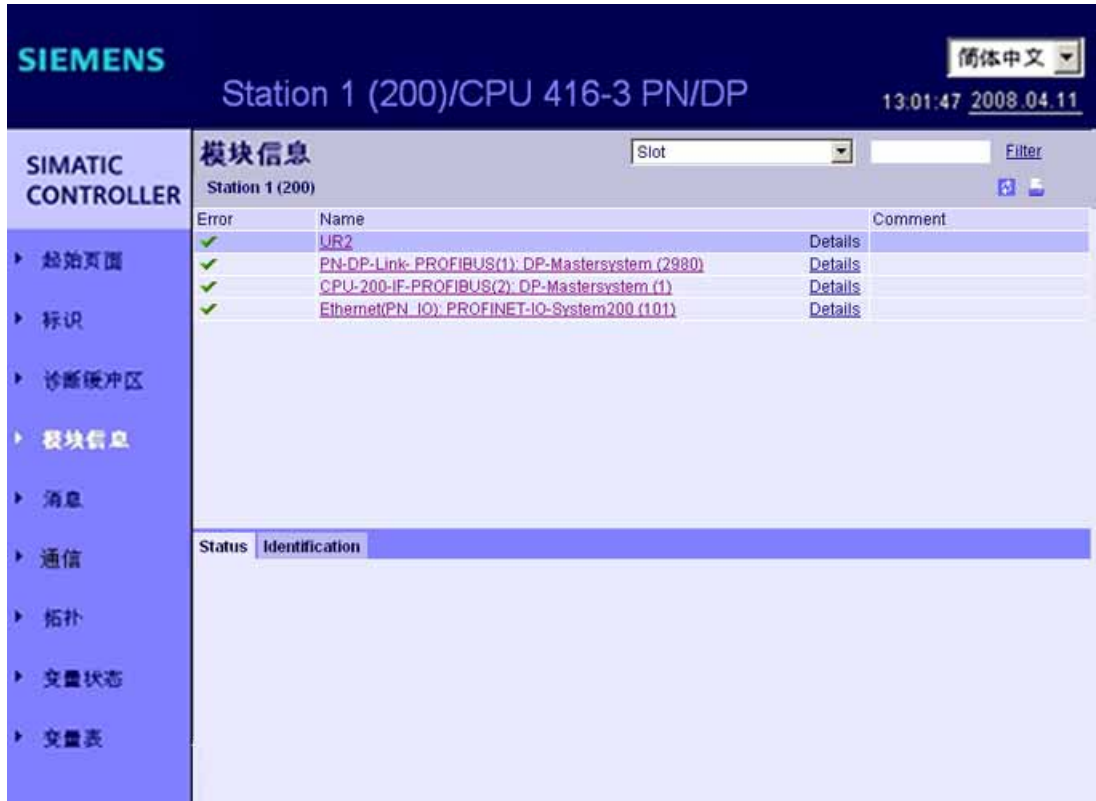 SIEMENS
简体中文
Station 1 (200)/CPU 416-3 PN/DP
13:01:47 2008.04.11
SIMATIC
CONTROLLER
模块信息
Slot
Filter
Station 1 (200)
Error Name Comment
UR2 Details
PN-DP-Link- PROFIBUS(1): DP-Mastersystem (2980) Details
CPU-200-IF-PROFIBUS(2): DP-Mastersystem (1) Details
Ethernet(PN_IO): PROFINET-IO-System200 (101) Details
起始页面
标识
诊断缓冲区
模块信息
消息
通信
拓扑
变量状态
变量表
Status Identification